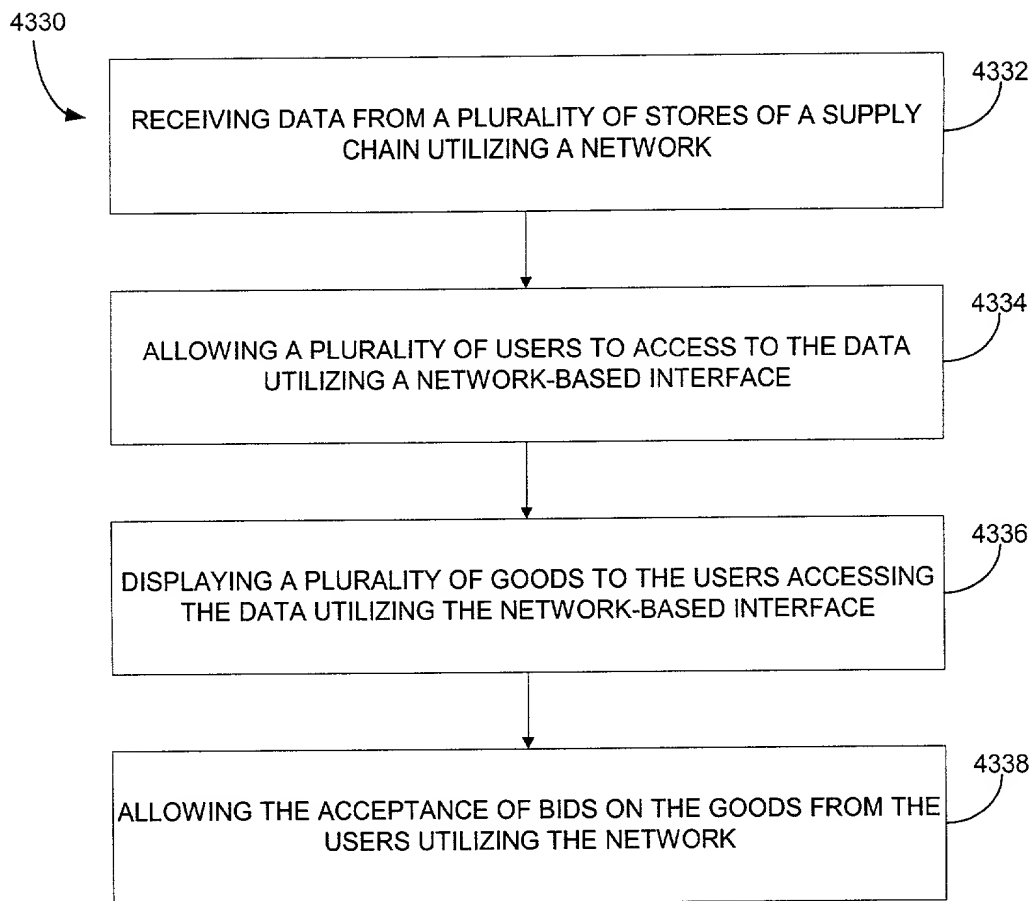 4330
4332
RECEIVING DATA FROM A PLURALITY OF STORES OF A SUPPLY
CHAIN UTILIZING A NETWORK
4334
ALLOWING A PLURALITY OF USERS TO ACCESS TO THE DATA
UTILIZING A NETWORK-BASED INTERFACE
4336
DISPLAYING A PLURALITY OF GOODS TO THE USERS ACCESSING
THE DATA UTILIZING THE NETWORK-BASED INTERFACE
4338
ALLOWING THE ACCEPTANCE OF BIDS ON THE GOODS FROM THE
USERS UTILIZING THE NETWORK